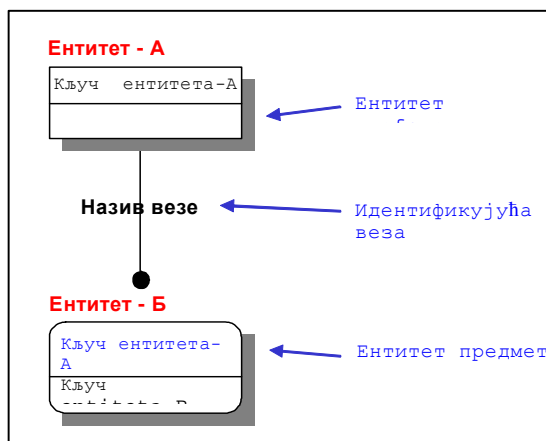 Ентитет - А
Кључ ентитета-А
Ентитет
Назив везе
Идентификујућа
веза
Ентитет - Б
Кључ ентитета-
А
Ентитет предмет
Кључ